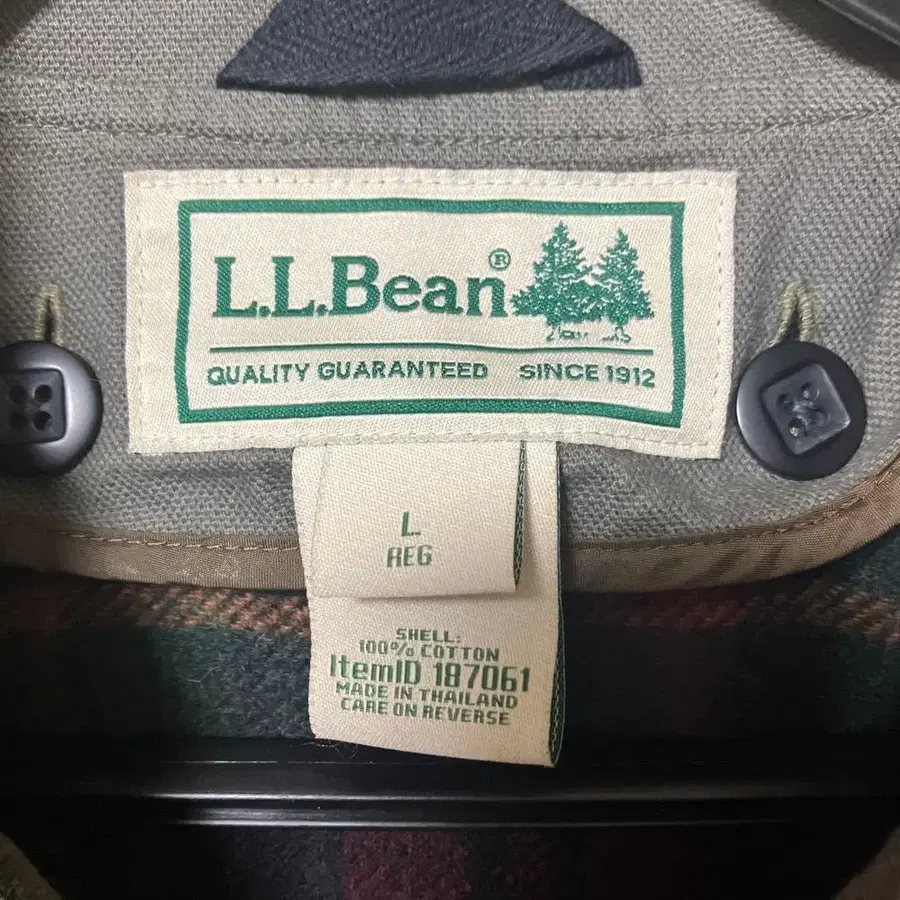 L.L.Bean®
QUALITY GUARANTEED SINCE 1912
L
REG
SHELL:
100% COTTON
ItemID 187061
MADE IN THAILAND
CARE ON REVERSE